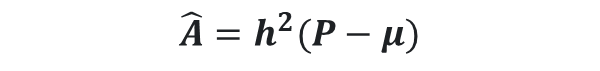 Â = h²(P − μ)